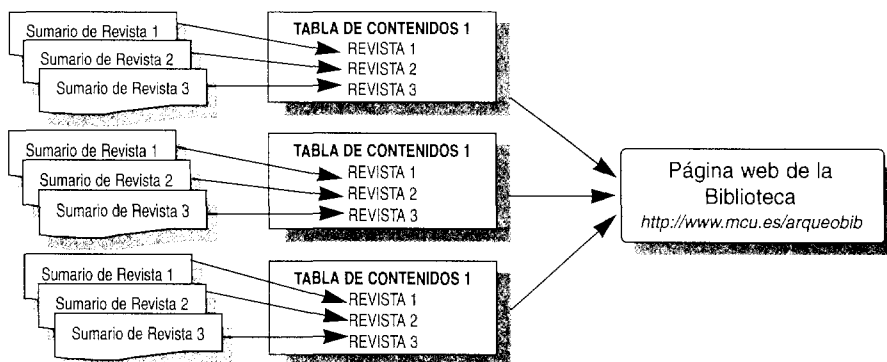 Sumario de Revista 1
Sumario de Revista 2
Sumario de Revista 3
TABLA DE CONTENIDOS 1
REVISTA 1
REVISTA 2
REVISTA 3
Sumario de Revista 1
Sumario de Revista 2
Sumario de Revista 3
TABLA DE CONTENIDOS 1
REVISTA 1
REVISTA 2
REVISTA 3
Sumario de Revista 1
Sumario de Revista 2
Sumario de Revista 3
TABLA DE CONTENIDOS 1
REVISTA 1
REVISTA 2
REVISTA 3
Página web de la
Biblioteca
http://www.mcu.es/arqueobib